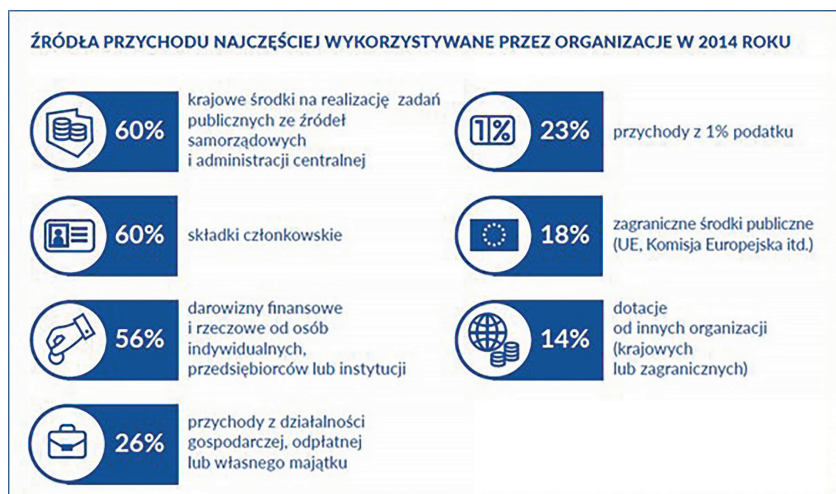 ŹRÓDŁA PRZYCHODU NAJCZĘŚCIEJ WYKORZYSTYWANE PRZEZ ORGANIZACJE W 2014 ROKU
60%
krajowe środki na realizację zadań
publicznych ze źródeł
samorządowych
i administracji centralnej
60%
składki członkowskie
56%
darowizny finansowe
i rzeczowe od osób
indywidualnych,
przedsiębiorców lub instytucji
26%
przychody z działalności
gospodarczej, odpłatnej
lub własnego majątku
1%
23%
przychody z 1% podatku
18%
zagraniczne środki publiczne
(UE, Komisja Europejska itd.)
14%
dotacje
od innych organizacji
(krajowych
lub zagranicznych)